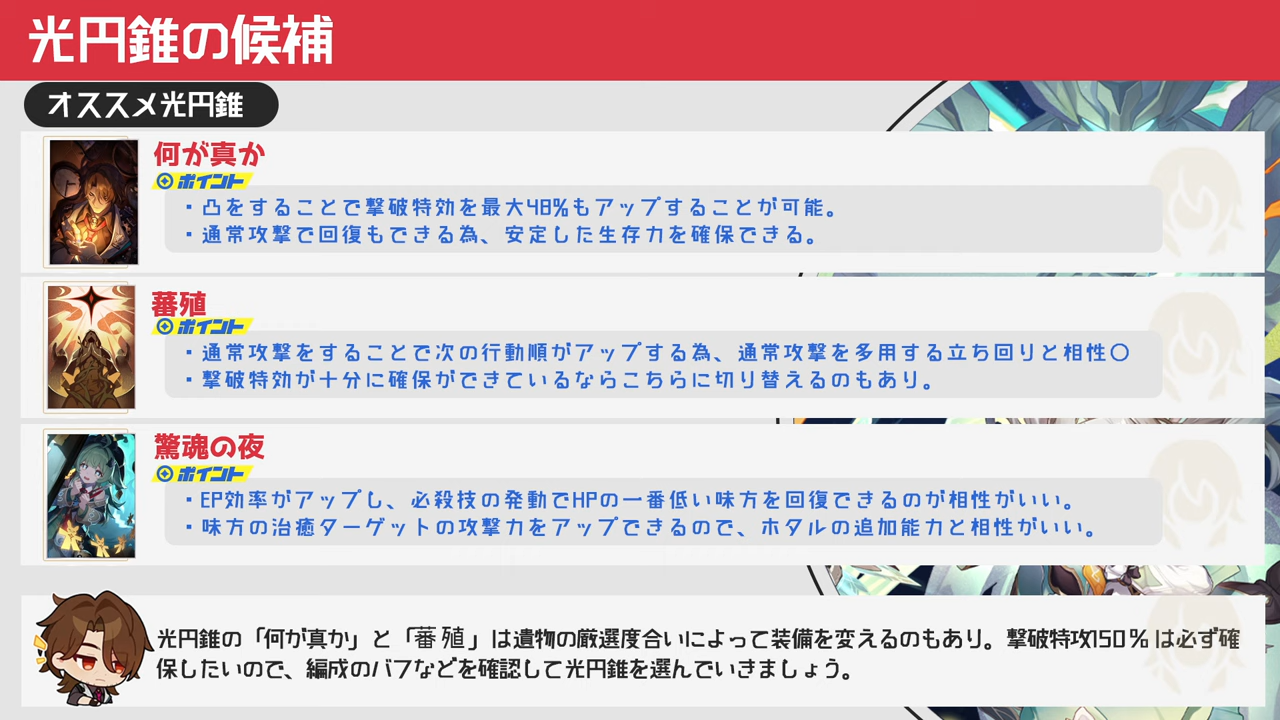 光円錐の候補
オススメ光円錐
何が真か
ポイント
・凸をすることで撃破特効を最大48%もアップすることが可能。
・通常攻撃で回復もできる為、安定した生存力を確保できる。
蕃殖
ポイント
・通常攻撃をすることで次の行動順がアップする為、通常攻撃を多用する立ち回りと相性〇
・撃破特効が十分に確保ができているならこちらに切り替えるのもあり。
驚魂の夜
ポイント
・EP効率がアップし、必殺技の発動でHPの一番低い味方を回復できるのが相性がいい。
・味方の治癒ターゲットの攻撃力をアップできるので、ホタルの追加能力と相性がいい。
光円錐の「何が真か」と「蕃殖」は遺物の厳選度合いによって装備を変えるのもあり。撃破特攻150%は必ず確
保したいので、編成のバフなどを確認して光円錐を選んでいきましょう。